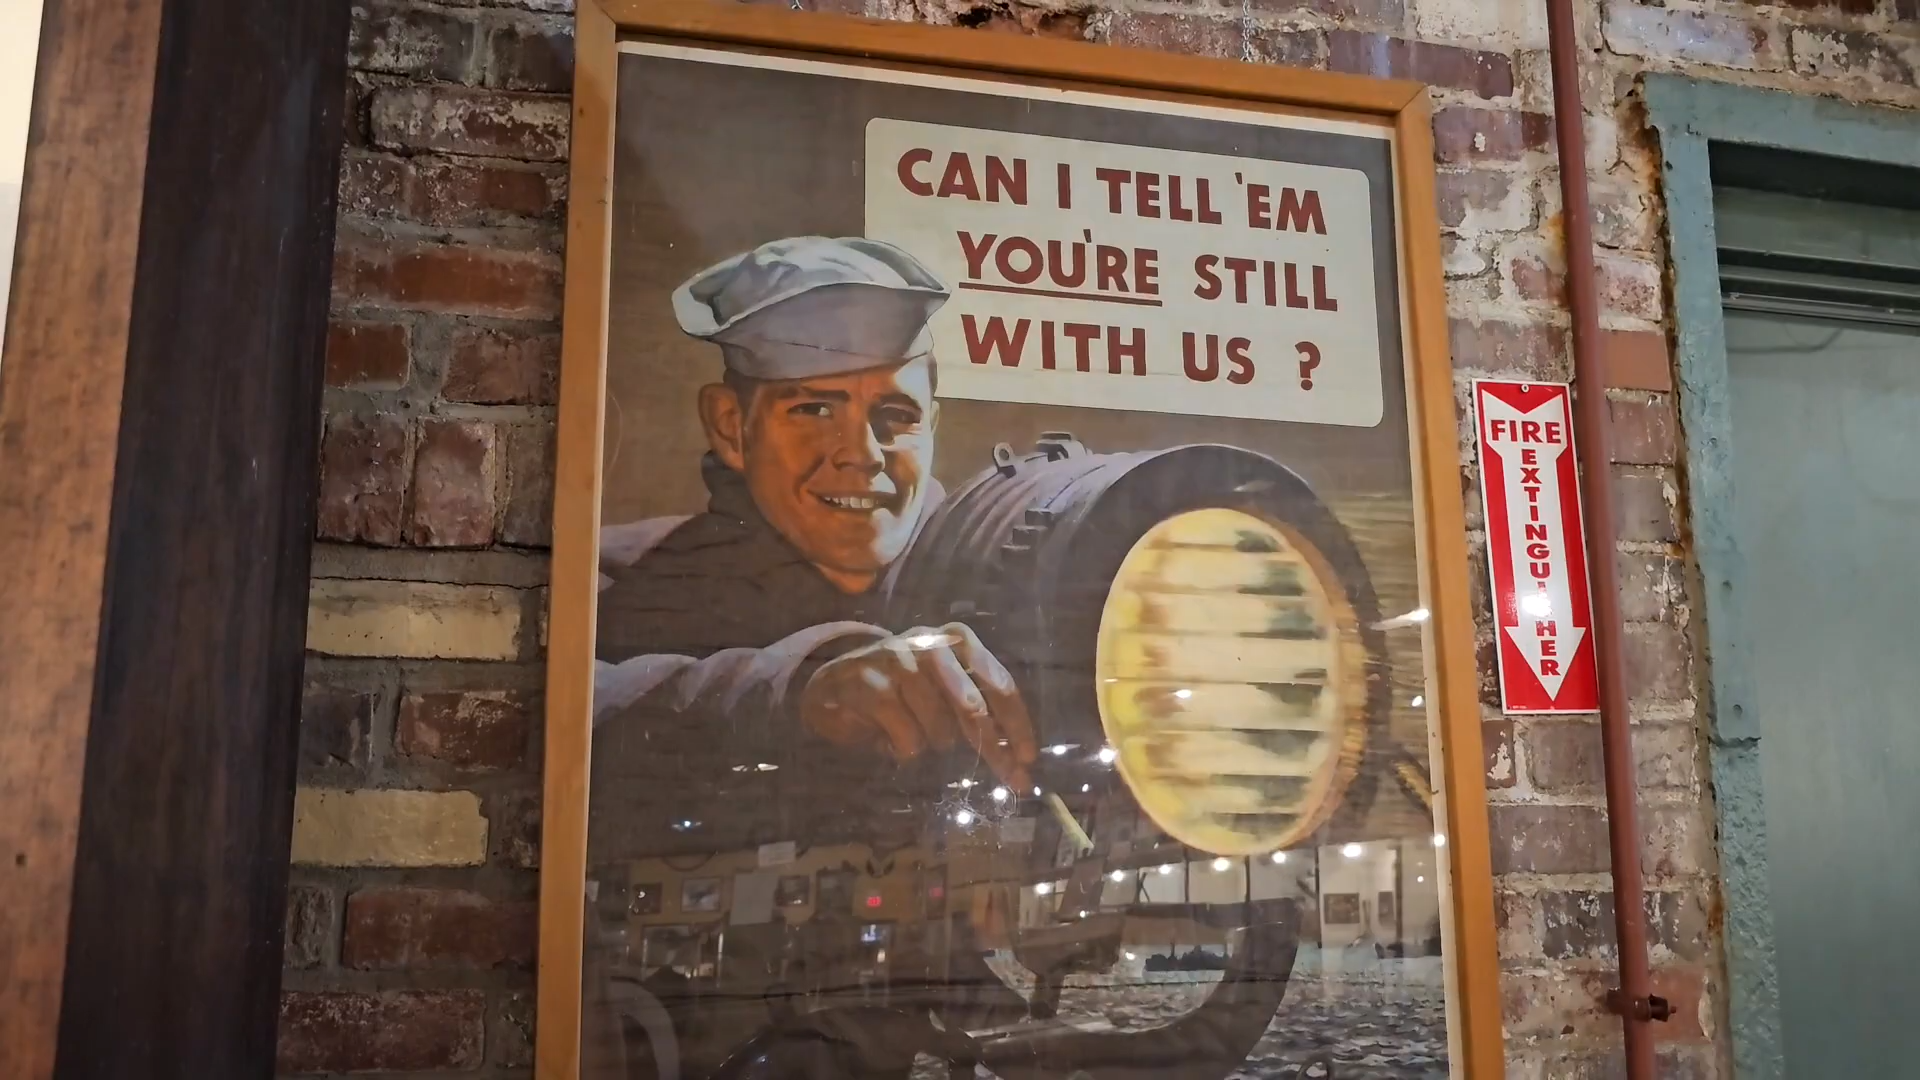 CAN I TELL 'EM
YOU'RE STILL
WITH US ?
FIRE
EXTINGUISHER